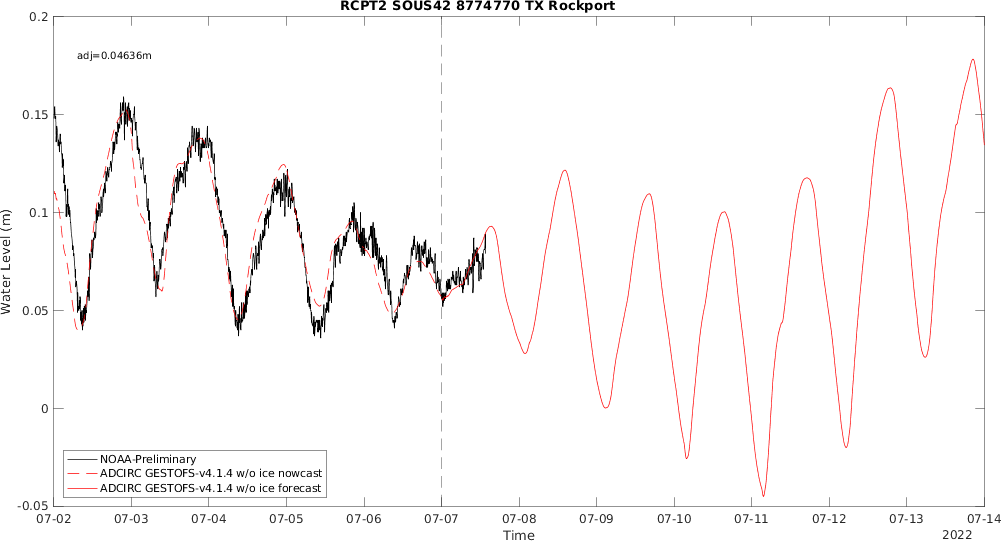 RCPT2 SOUS42 8774770 TX Rockport
adj=0.04636m
0.2
0.15
0.1
0.05
0
-0.05
Water Level (m)
NOAA-Preliminary
ADCIRC GESTOFS-v4.1.4 w/o ice nowcast
ADCIRC GESTOFS-v4.1.4 w/o ice forecast
07-02 07-03 07-04 07-05 07-06 07-07 07-08 07-09 07-10 07-11 07-12 07-13 07-14
Time
2022